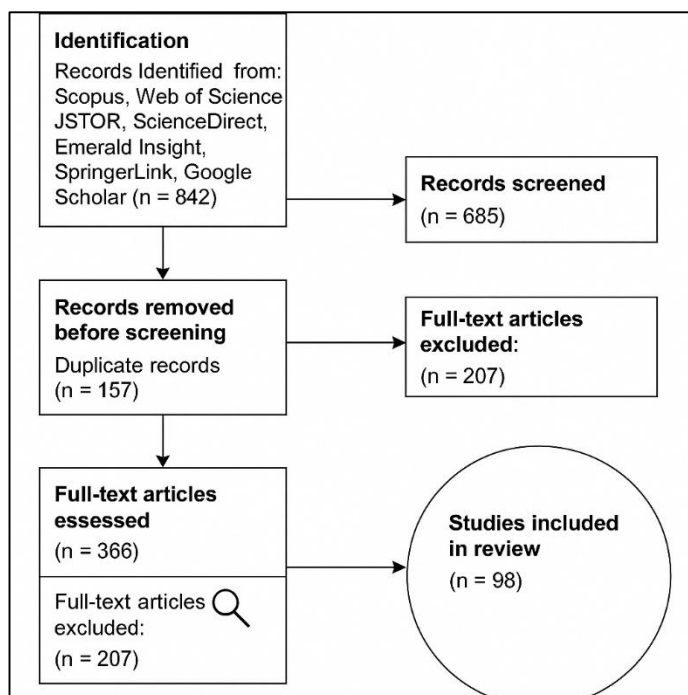 Identification
Records Identified from:
Scopus, Web of Science
JSTOR, ScienceDirect,
Emerald Insight,
SpringerLink, Google
Scholar (n = 842)
Records screened
(n = 685)
Records removed
before screening
Duplicate records
(n = 157)
Full-text articles
excluded:
(n = 207)
Full-text articles
essessed
(n = 366)
Full-text articles
excluded:
(n = 207)
Studies included
in review
(n = 98)